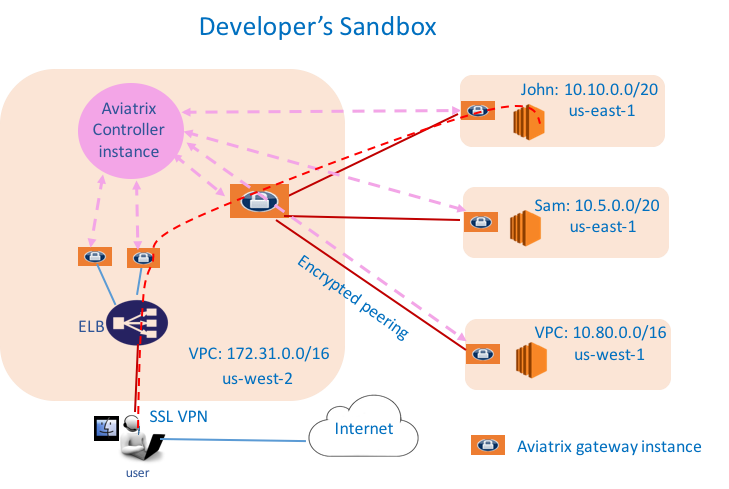 Developer’s Sandbox
Aviatrix
Controller
instance
John: 10.10.0.0/20
us-east-1
Sam: 10.5.0.0/20
us-east-1
Encrypted peering
ELB
VPC: 172.31.0.0/16
us-west-2
VPC: 10.80.0.0/16
us-west-1
SSL VPN
Internet
user
Aviatrix gateway instance